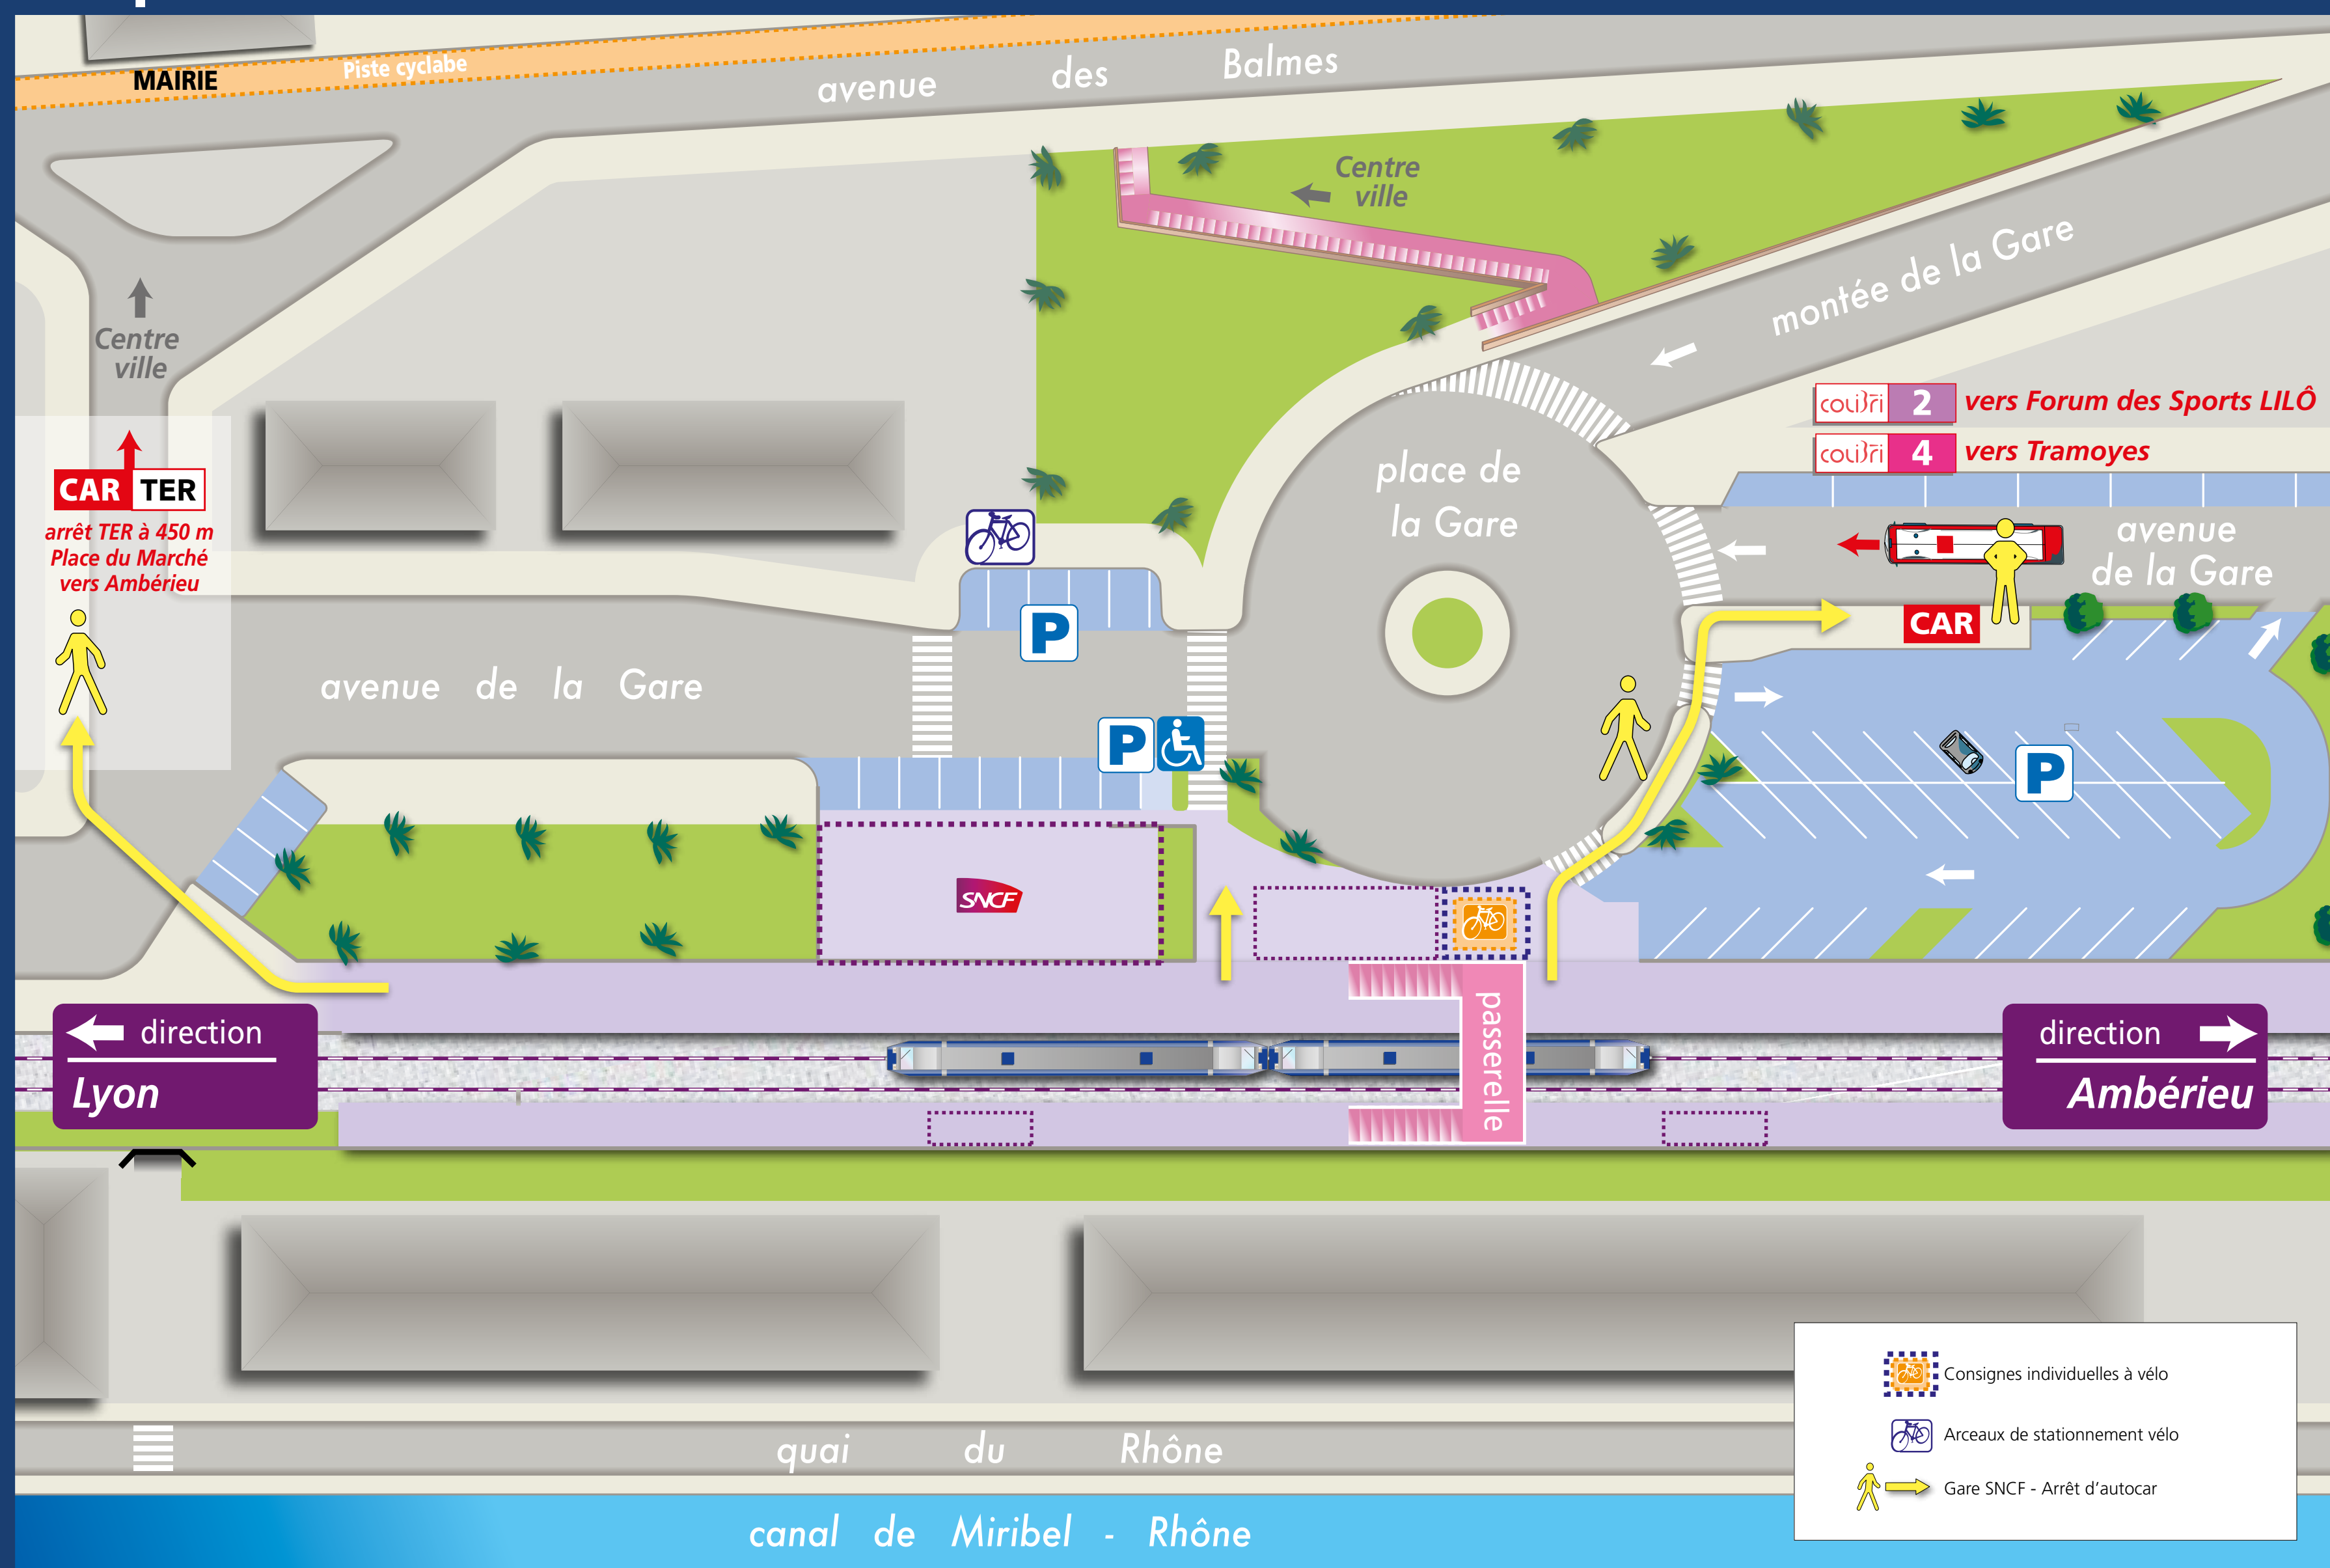 MAIRIE
Piste cyclabe
avenue des Balmes
Centre
ville
montée de la Gare
Centre
ville
coLiBri 2 vers Forum des Sports LILÔ
coLiBri 4 vers Tramoyes
place de
la Gare
CAR TER
arrêt TER à 450 m
Place du Marché
vers Ambérieu
avenue
de la Gare
CAR
P
avenue de la Gare
P
P
SNCF
passerelle
direction
Lyon
direction
Ambérieu
Consignes individuelles à vélo
Arceaux de stationnement vélo
Gare SNCF - Arrêt d'autocar
quai du Rhône
canal de Miribel - Rhône